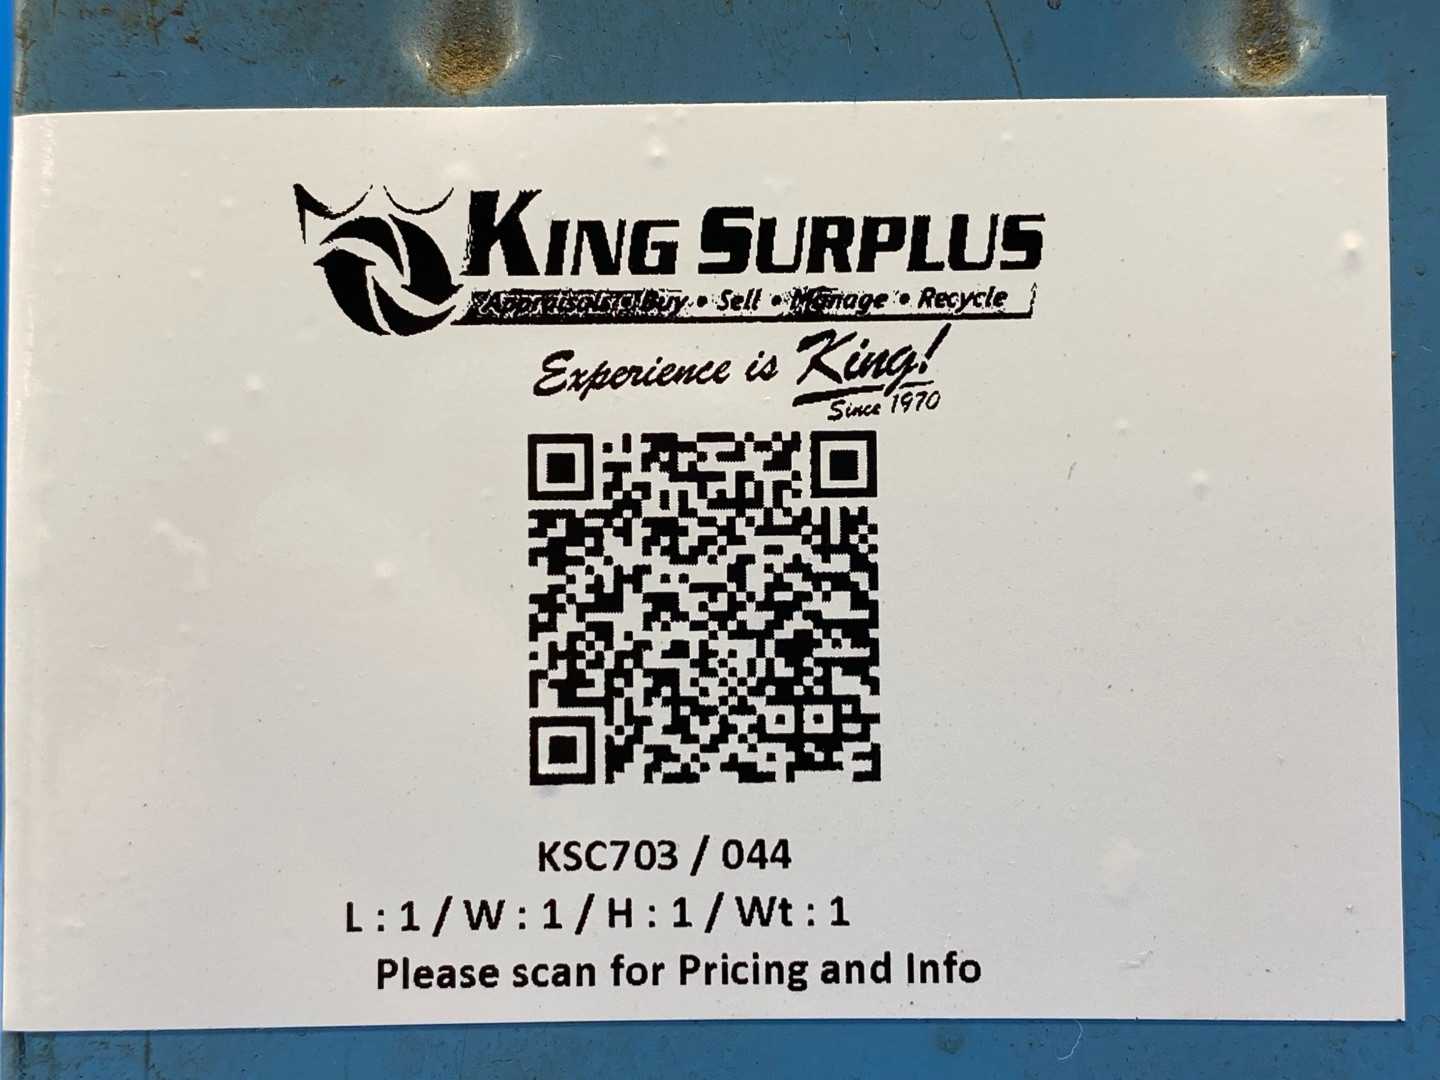 KING SURPLUS
Appraisals • Buy • Sell • Manage • Recycle
Experience is King!
Since 1970
KSC703 / 044
L : 1 / W : 1 / H : 1 / Wt : 1
Please scan for Pricing and Info